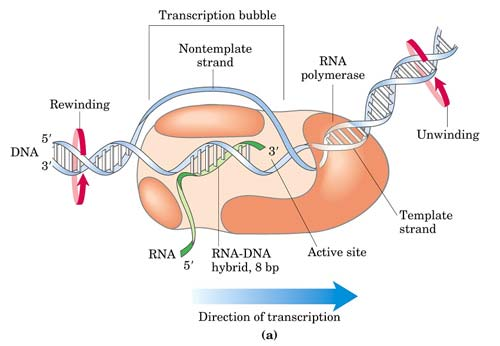 Transcription bubble
Nontemplate
strand
RNA
polymerase
Rewinding
Unwinding
5′
DNA
3′
3′
Template
strand
RNA
5′
RNA-DNA
hybrid, 8 bp
Active site
Direction of transcription
(a)